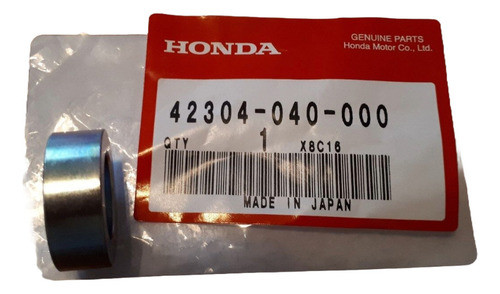 HONDA
GENUINE PARTS
Honda Motor Co., Ltd.
42304-040-000
QTY 1 X8C16
MADE IN JAPAN